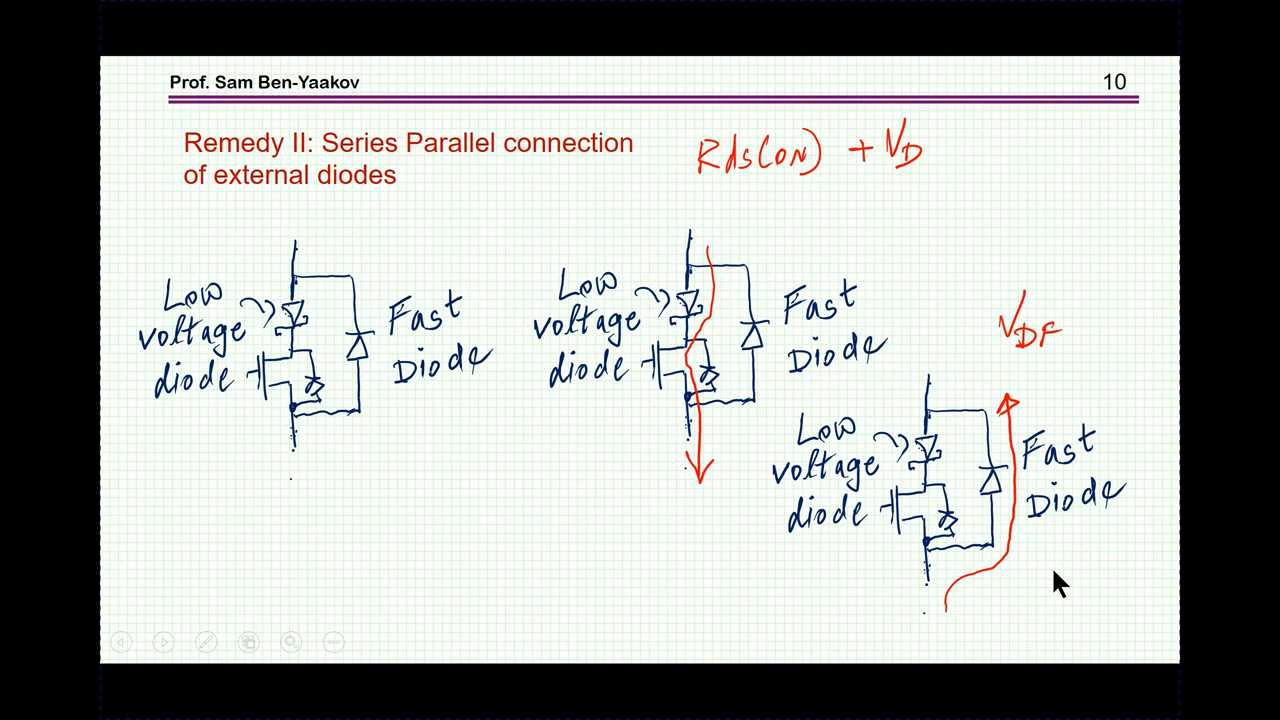 Prof. Sam Ben-Yaakov
10
Remedy II: Series Parallel connection
of external diodes
Rds(ON) + VD
Low
voltage
diode
Fast
Diode
Low
voltage
diode
Fast
Diode
VDF
Low
voltage
diode
Fast
Diode